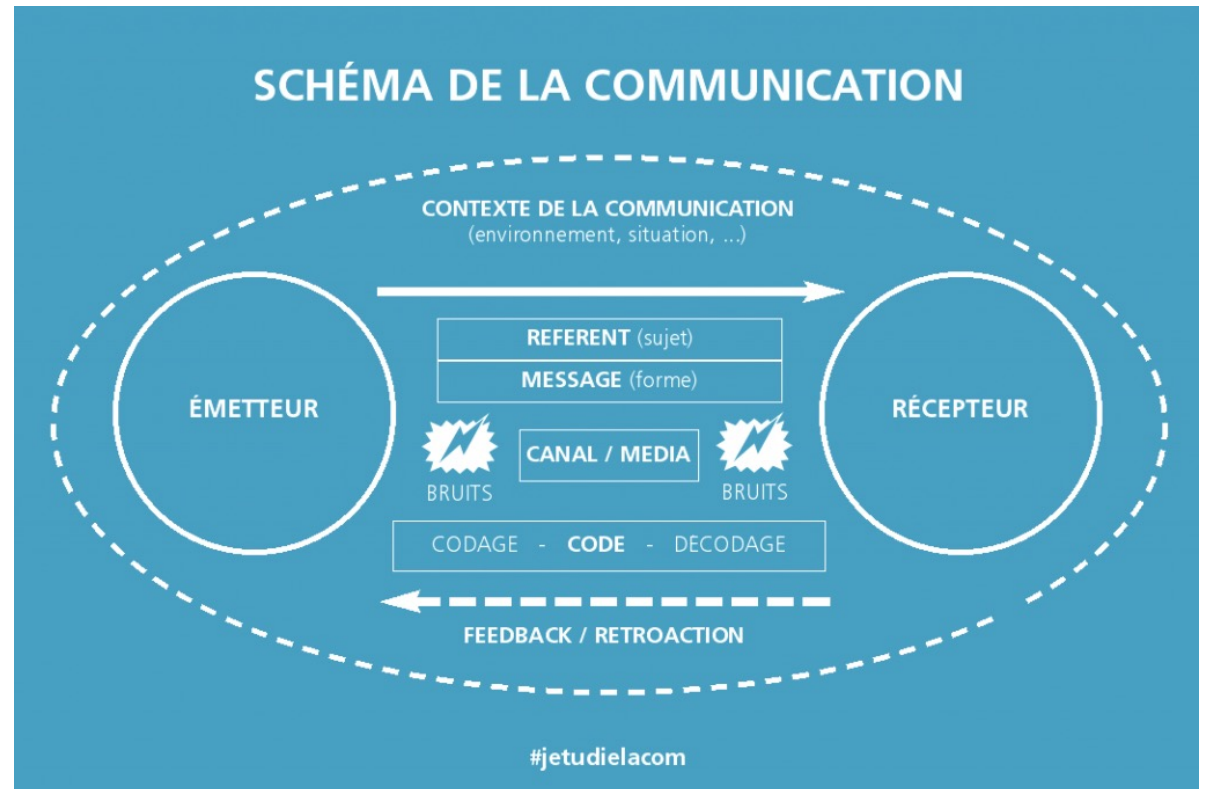 SCHÉMA DE LA COMMUNICATION
CONTEXTE DE LA COMMUNICATION
(environnement, situation, ...)
ÉMETTEUR
REFERENT (sujet)
MESSAGE (forme)
CANAL / MEDIA
BRUITS
BRUITS
CODAGE - CODE - DÉCODAGE
RÉCEPTEUR
FEEDBACK / RETROACTION
#jetudielacom